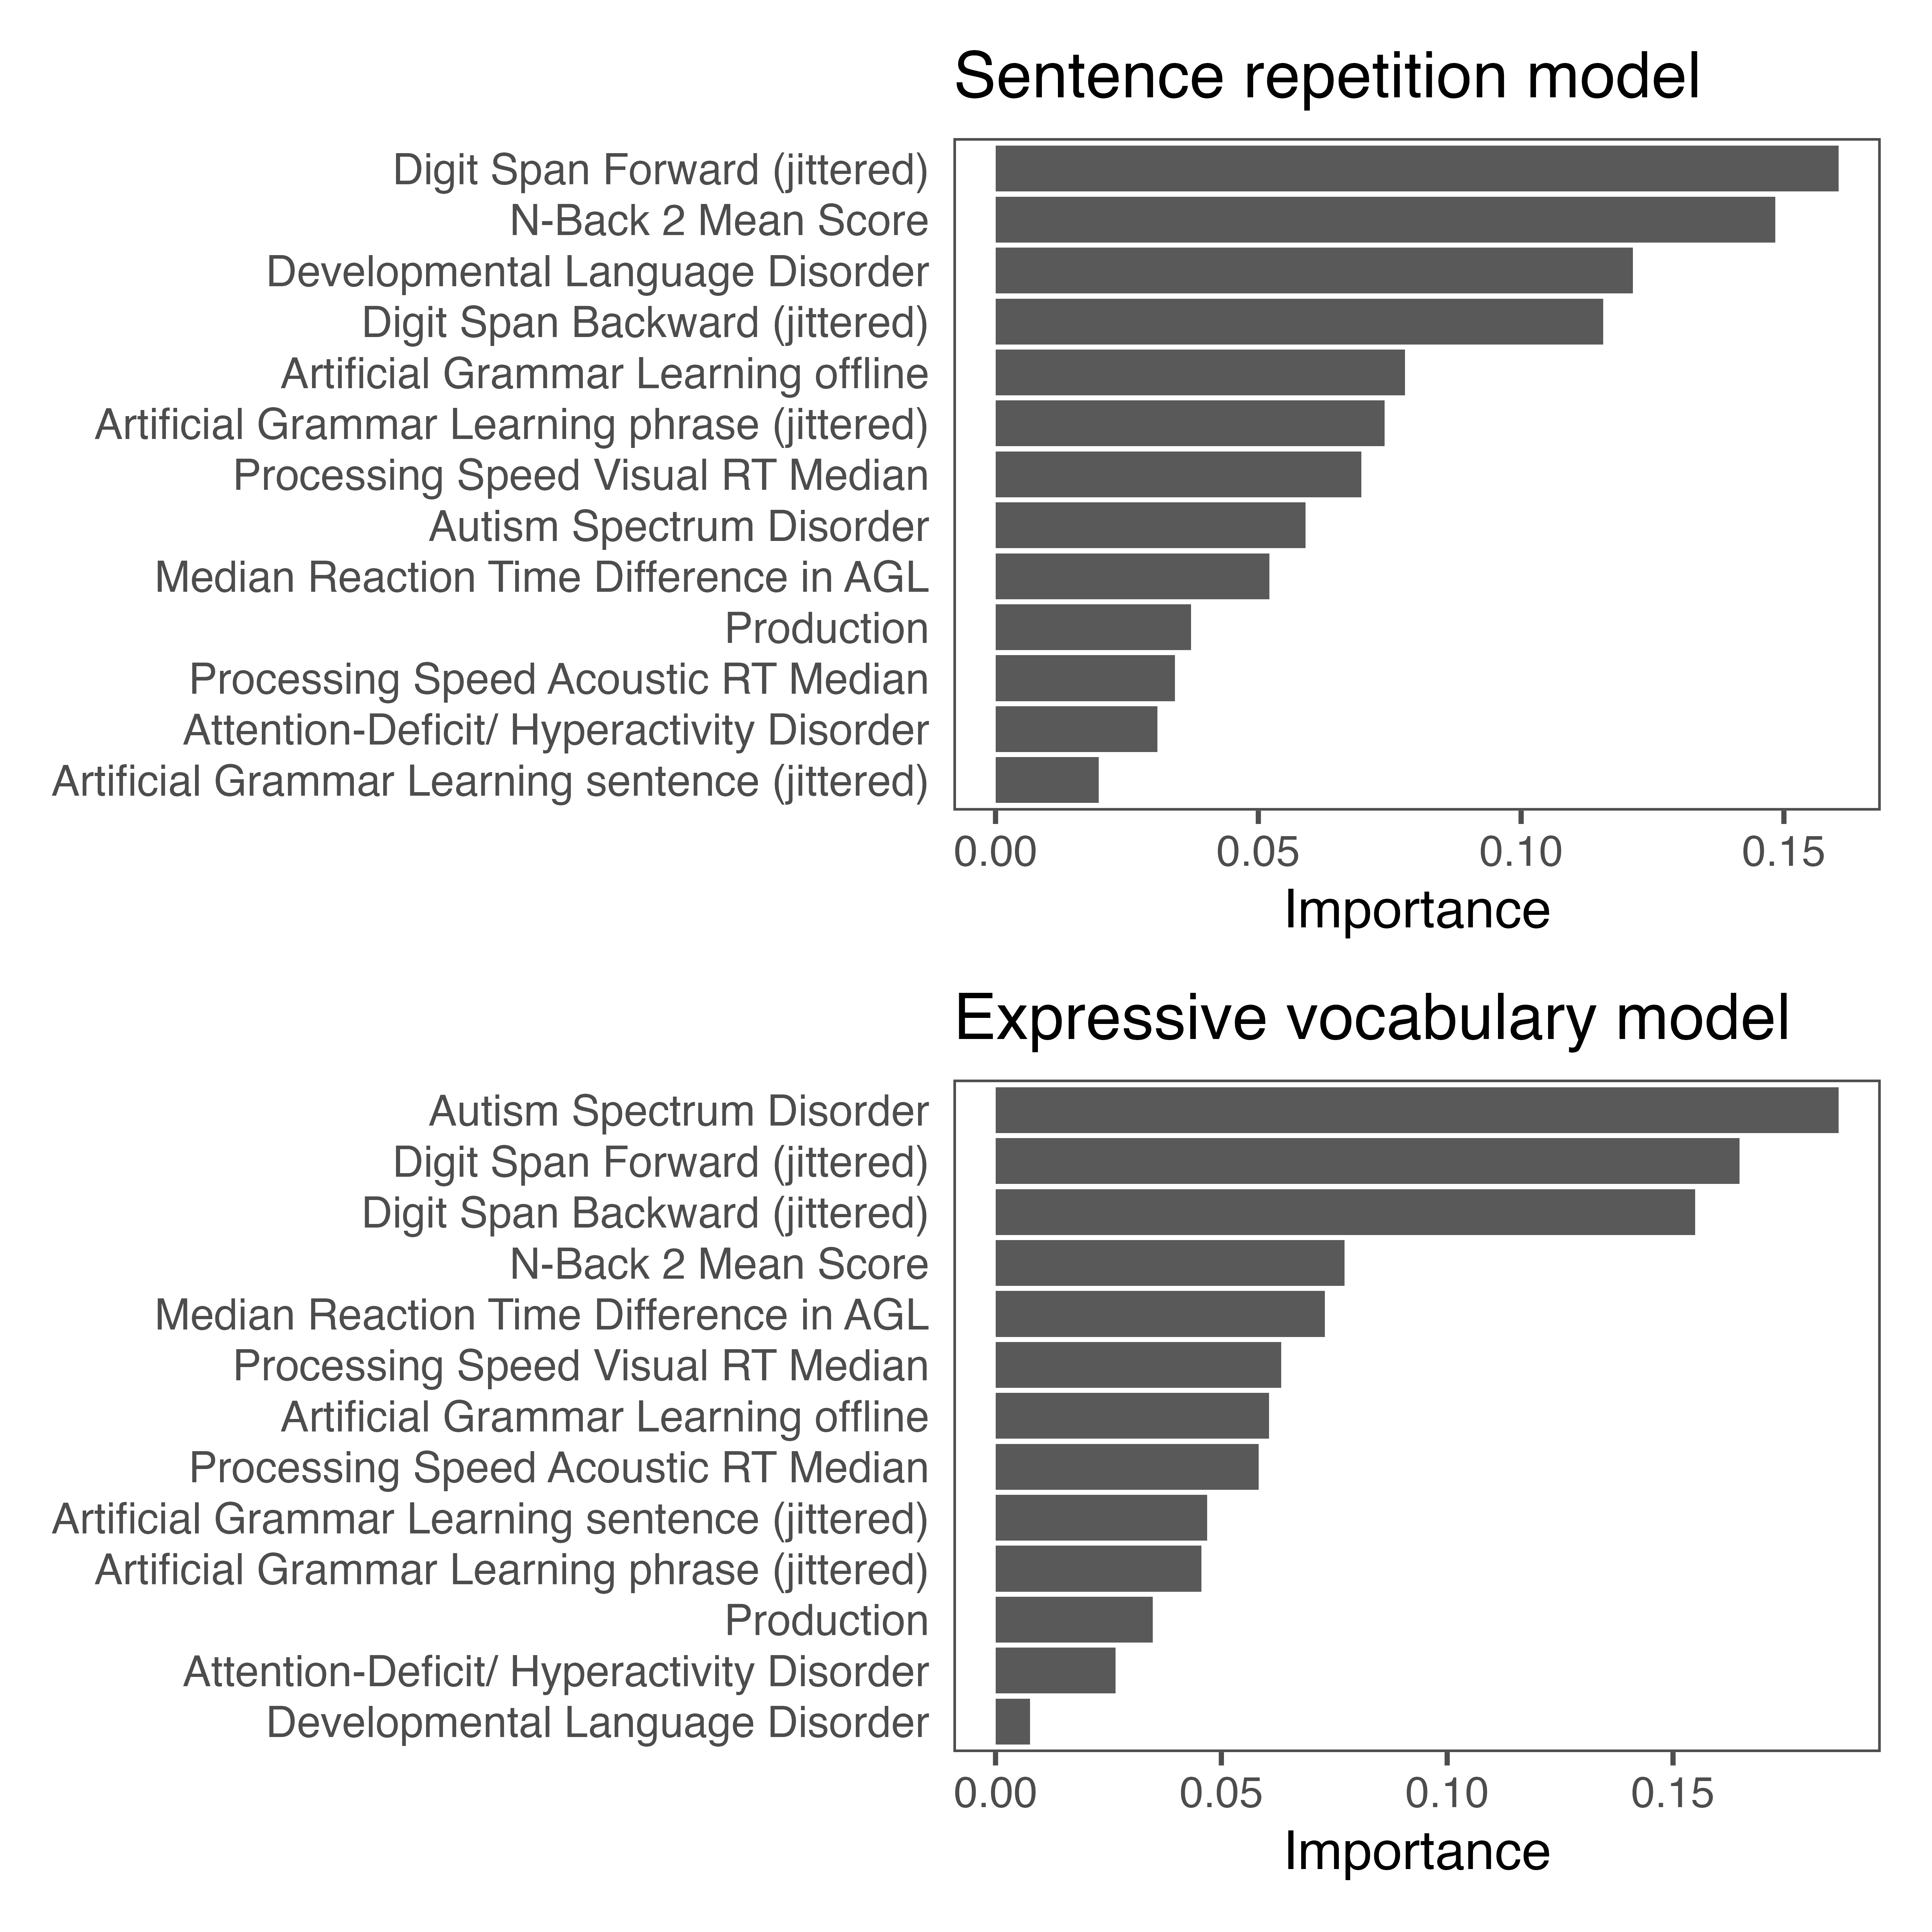 Sentence repetition model
Digit Span Forward (jittered)
N-Back 2 Mean Score
Developmental Language Disorder
Digit Span Backward (jittered)
Artificial Grammar Learning offline
Artificial Grammar Learning phrase (jittered)
Processing Speed Visual RT Median
Autism Spectrum Disorder
Median Reaction Time Difference in AGL
Production
Processing Speed Acoustic RT Median
Attention-Deficit/ Hyperactivity Disorder
Artificial Grammar Learning sentence (jittered)
0.00 0.05 0.10 0.15
Importance
Expressive vocabulary model
Autism Spectrum Disorder
Digit Span Forward (jittered)
Digit Span Backward (jittered)
N-Back 2 Mean Score
Median Reaction Time Difference in AGL
Processing Speed Visual RT Median
Artificial Grammar Learning offline
Processing Speed Acoustic RT Median
Artificial Grammar Learning sentence (jittered)
Artificial Grammar Learning phrase (jittered)
Production
Attention-Deficit/ Hyperactivity Disorder
Developmental Language Disorder
0.00 0.05 0.10 0.15
Importance